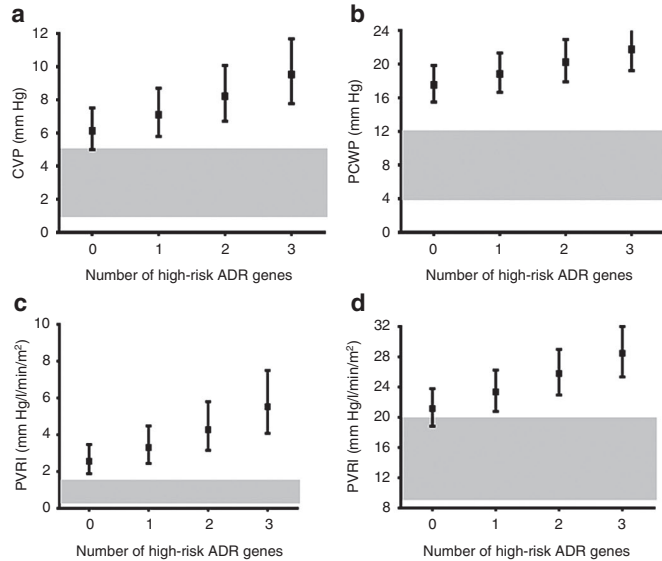 a
CVP (mm Hg)
12
10
8
6
4
2
0
0 1 2 3
Number of high-risk ADR genes
b
PCWP (mm Hg)
24
20
16
12
8
4
0
0 1 2 3
Number of high-risk ADR genes
c
PVRI (mm Hg/l/min/m²)
10
8
6
4
2
0
0 1 2 3
Number of high-risk ADR genes
d
PVRI (mm Hg/l/min/m²)
32
28
24
20
16
14
8
0 1 2 3
Number of high-risk ADR genes